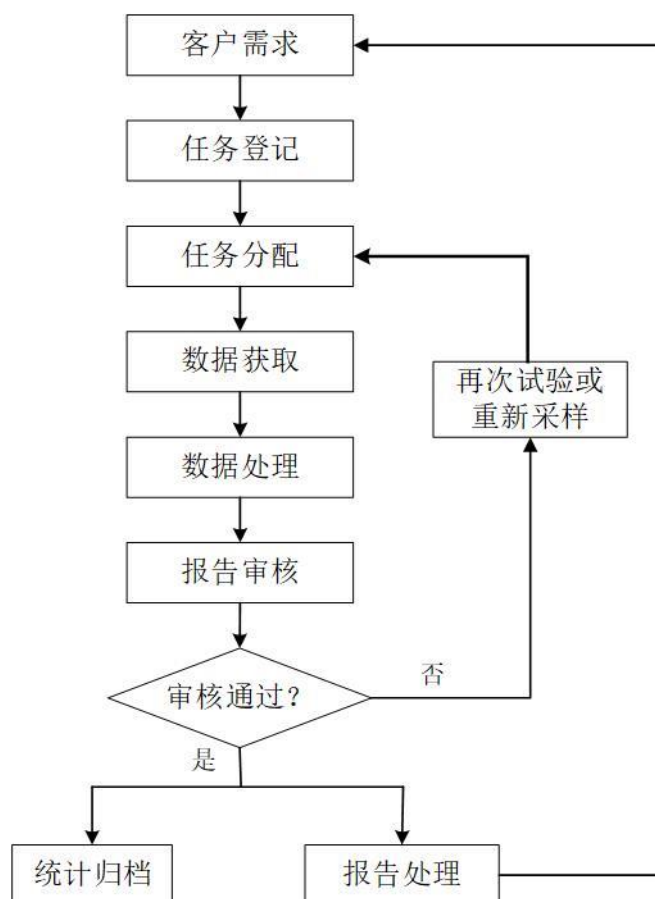 客户需求
任务登记
任务分配
数据获取
再次试验或
重新采样
数据处理
报告审核
审核通过?
否
是
统计归档
报告处理